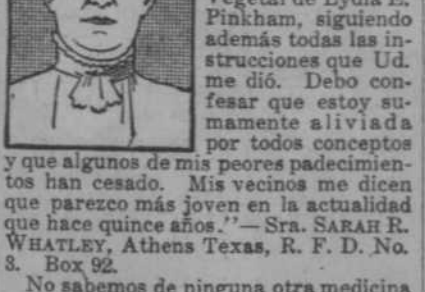 Vegetal de Lydia E.
Pinkham, siguiendo
además todas las in-
strucciones que Ud.
me dió. Debo con-
fesar que estoy su-
mamente aliviada
por todos conceptos
y que algunos de mis peores padecimien-
tos han cesado. Mis vecinos me dicen
que parezco más joven en la actualidad
que hace quince años."—Sra. SARAH R.
WHATLEY, Athens Texas, R. F. D. No.
3. Box 92.
No sabemos de ninguna otra medicina